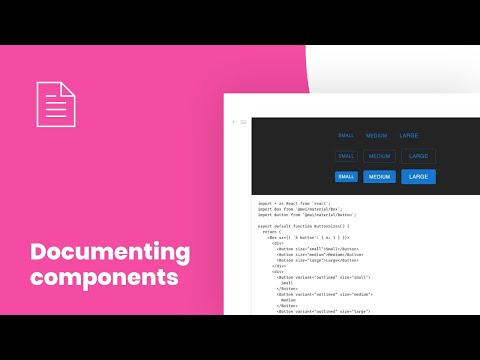 Documenting
components
SMALL MEDIUM LARGE
SMALL MEDIUM LARGE
SMALL MEDIUM LARGE
import * as React from 'react';
import Box from '@mui/material/Box';
import Button from '@mui/material/Button';
export default function ButtonSizes() {
return (
<Box sx={{ '& button': { m: 1 } }}>
<div>
<Button size="small">Small</Button>
<Button size="medium">Medium</Button>
<Button size="large">Large</Button>
</div>
<div>
<Button variant="outlined" size="small">
Small
</Button>
<Button variant="outlined" size="medium">
Medium
</Button>
<Button variant="outlined" size="large">